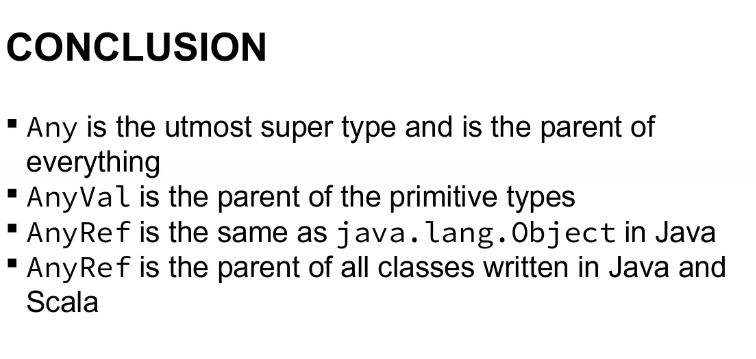 CONCLUSION
▪ Any is the utmost super type and is the parent of
everything
▪ AnyVal is the parent of the primitive types
▪ AnyRef is the same as java.lang.Object in Java
▪ AnyRef is the parent of all classes written in Java and
Scala